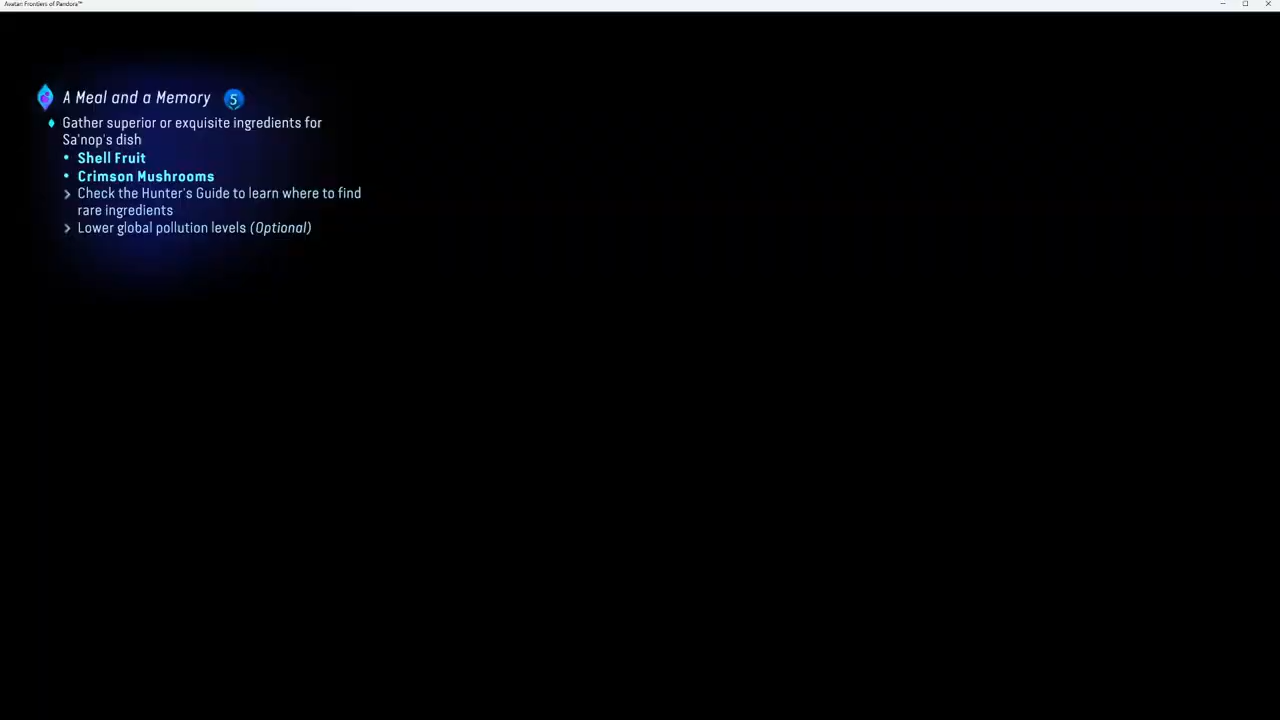 Avatar: Frontiers of Pandora™
A Meal and a Memory 5
Gather superior or exquisite ingredients for
Sa'nop's dish
• Shell Fruit
• Crimson Mushrooms
Check the Hunter's Guide to learn where to find
rare ingredients
Lower global pollution levels (Optional)